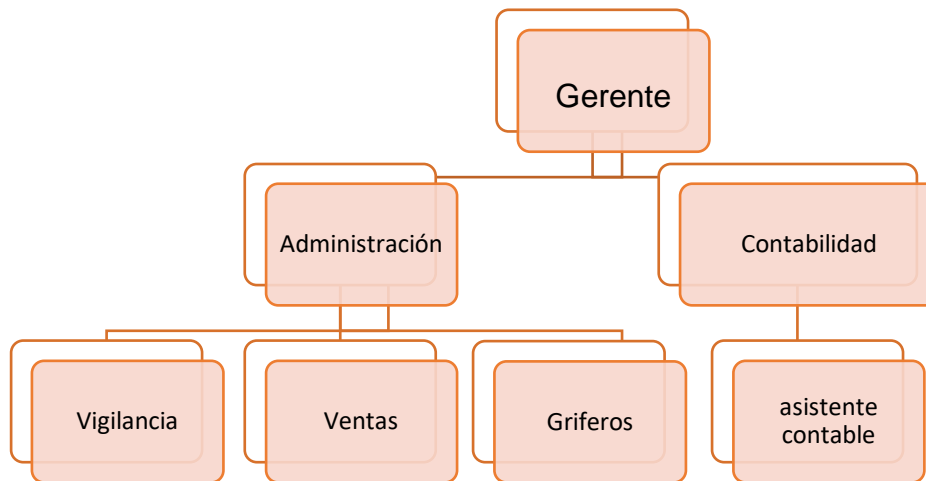 Gerente
Administración
Contabilidad
Vigilancia
Ventas
Griferos
asistente
contable